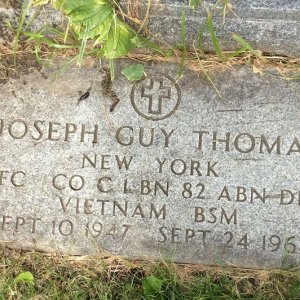 JOSEPH GUY THOMA
NEW YORK
FC CO C 1 BN 82 ABN DI
VIETNAM BSM
SEPT 10 1947 SEPT 24 196